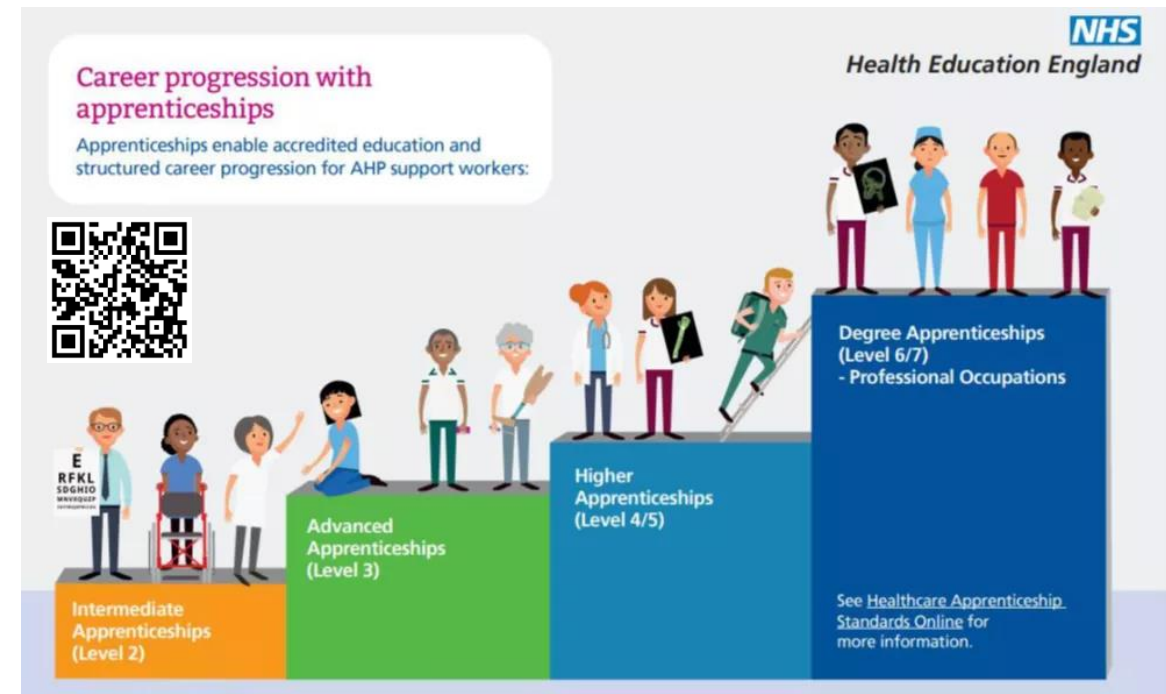 NHS
Health Education England
Career progression with
apprenticeships
Apprenticeships enable accredited education and
structured career progression for AHP support workers:
E
RFKL
SDGHIO
Intermediate
Apprenticeships
(Level 2)
Advanced
Apprenticeships
(Level 3)
Higher
Apprenticeships
(Level 4/5)
Degree Apprenticeships
(Level 6/7)
- Professional Occupations
See Healthcare Apprenticeship
Standards Online for
more information.